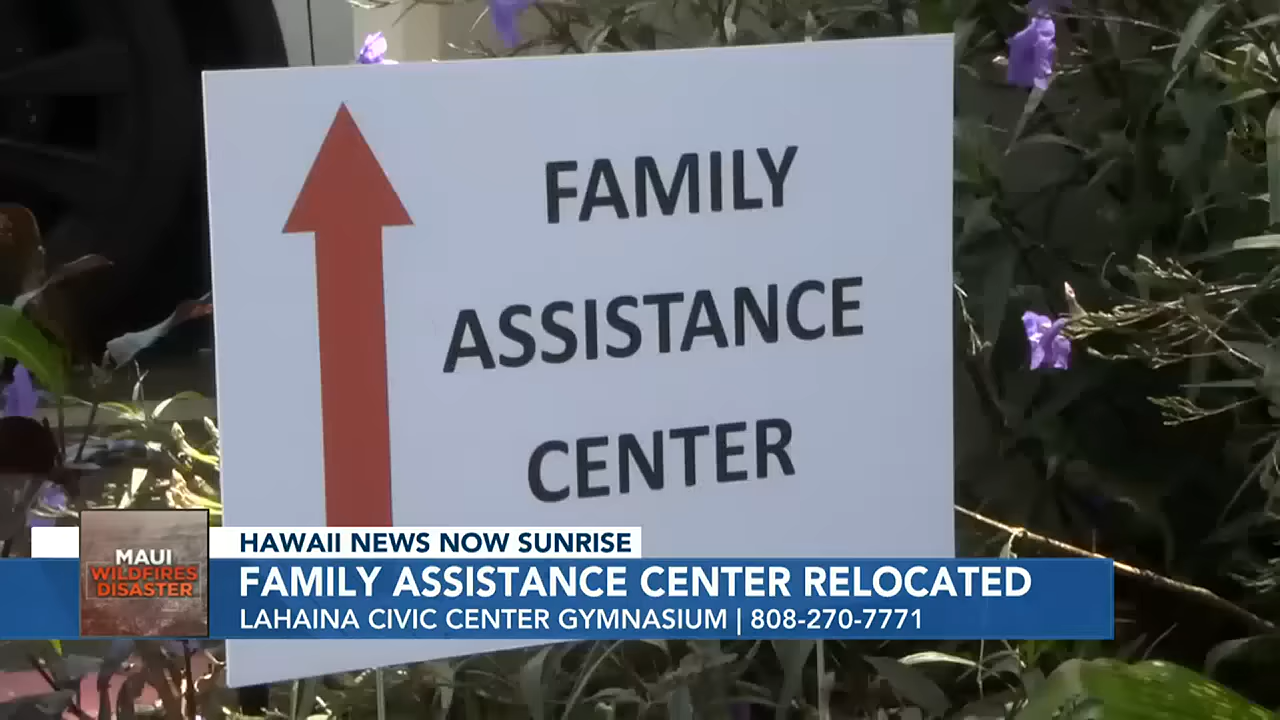 FAMILY
ASSISTANCE
CENTER
HAWAII NEWS NOW SUNRISE
MAUI
WILDFIRES
DISASTER
FAMILY ASSISTANCE CENTER RELOCATED
LAHAINA CIVIC CENTER GYMNASIUM | 808-270-7771